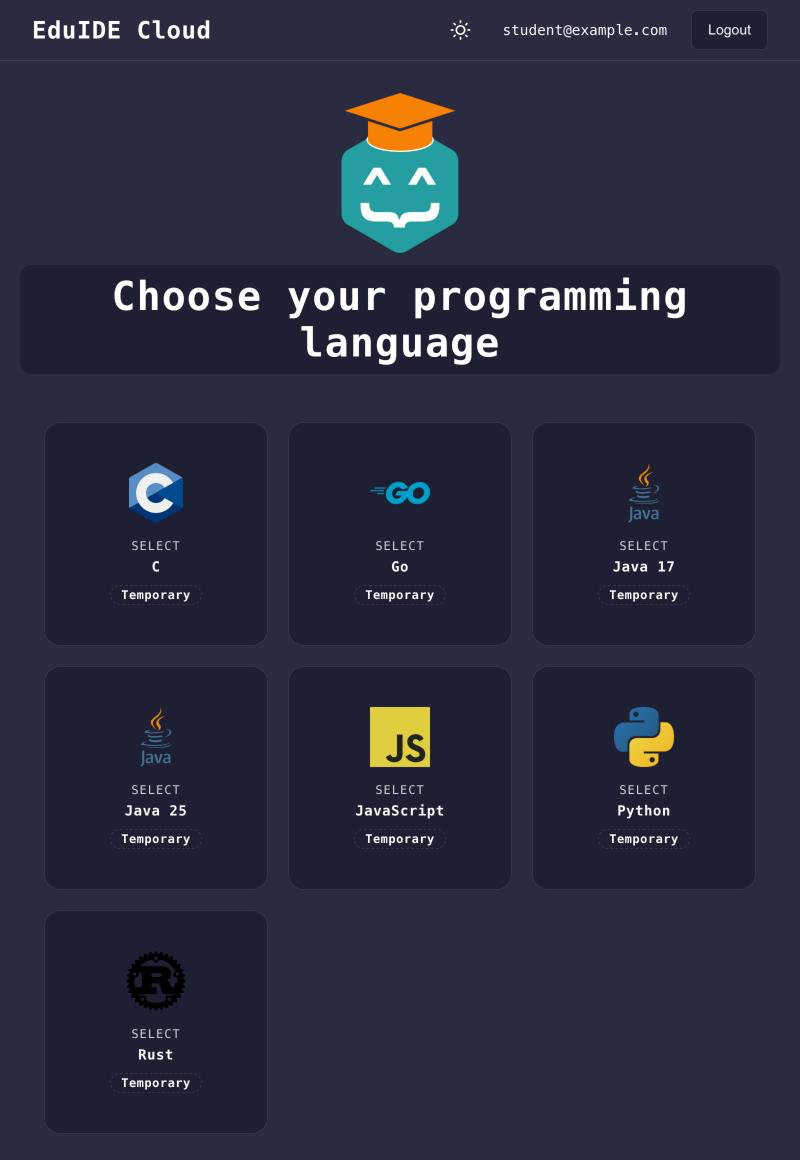 EduIDE Cloud
student@example.com
Logout
Choose your programming
language
C
SELECT
C
Temporary
GO
SELECT
Go
Temporary
Java
SELECT
Java 17
Temporary
Java
SELECT
Java 25
Temporary
JS
SELECT
JavaScript
Temporary
SELECT
Python
Temporary
R
SELECT
Rust
Temporary